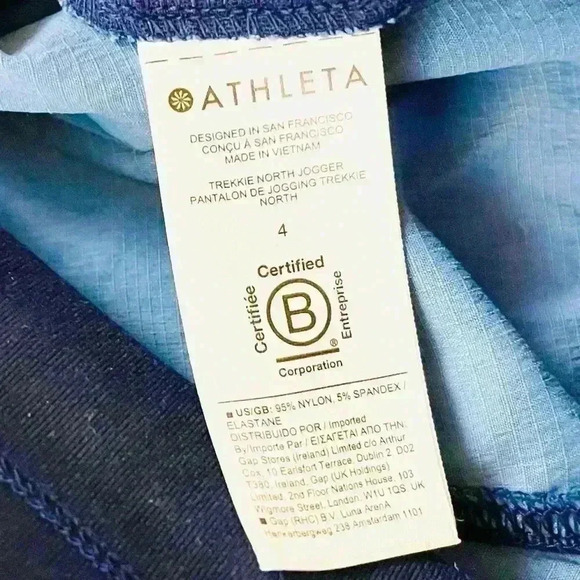 ATHLETA
DESIGNED IN SAN FRANCISCO
CONÇU À SAN FRANCISCO
MADE IN VIETNAM
TREKKIE NORTH JOGGER
PANTALON DE JOGGING TREKKIE
NORTH
4
Certified
Certifiée
B
Entreprise
®
Corporation
US/GB: 95% NYLON, 5% SPANDEX /
ELASTANE
DISTRIBUIDO POR / Imported
By/Importe Par / ΕΙΣΑΓΕΤΑΙ ΑΠΟ ΤΗΝ:
Gap Stores (Ireland) Limited c/o Arthur
Cox, 10 Earlsfort Terrace, Dublin 2, D02
T380, Ireland, Gap (UK Holdings)
Limited, 2nd Floor Nations House, 103
Wigmore Street, London, W1U 1QS. UK
Gap (RHC) B.V. Luna ArenA
Herikerbergweg 238 Amsterdam 1101